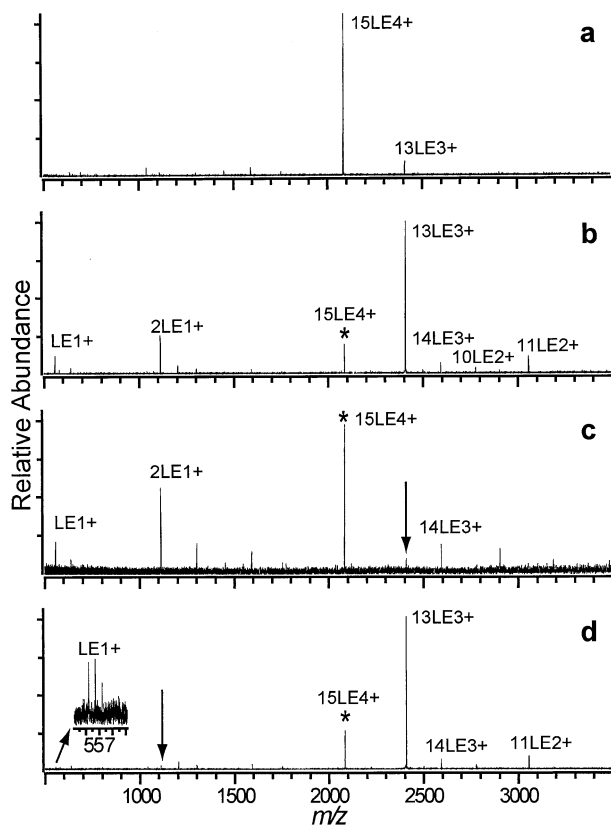 15LE4+
a
13LE3+
b
13LE3+
15LE4+
*
14LE3+
2LE1+
LE1+
10LE2+
11LE2+
Relative Abundance
c
* 15LE4+
2LE1+
14LE3+
LE1+
d
13LE3+
LE1+
557
15LE4+
*
14LE3+
11LE2+
1000 1500 2000 2500 3000
m/z